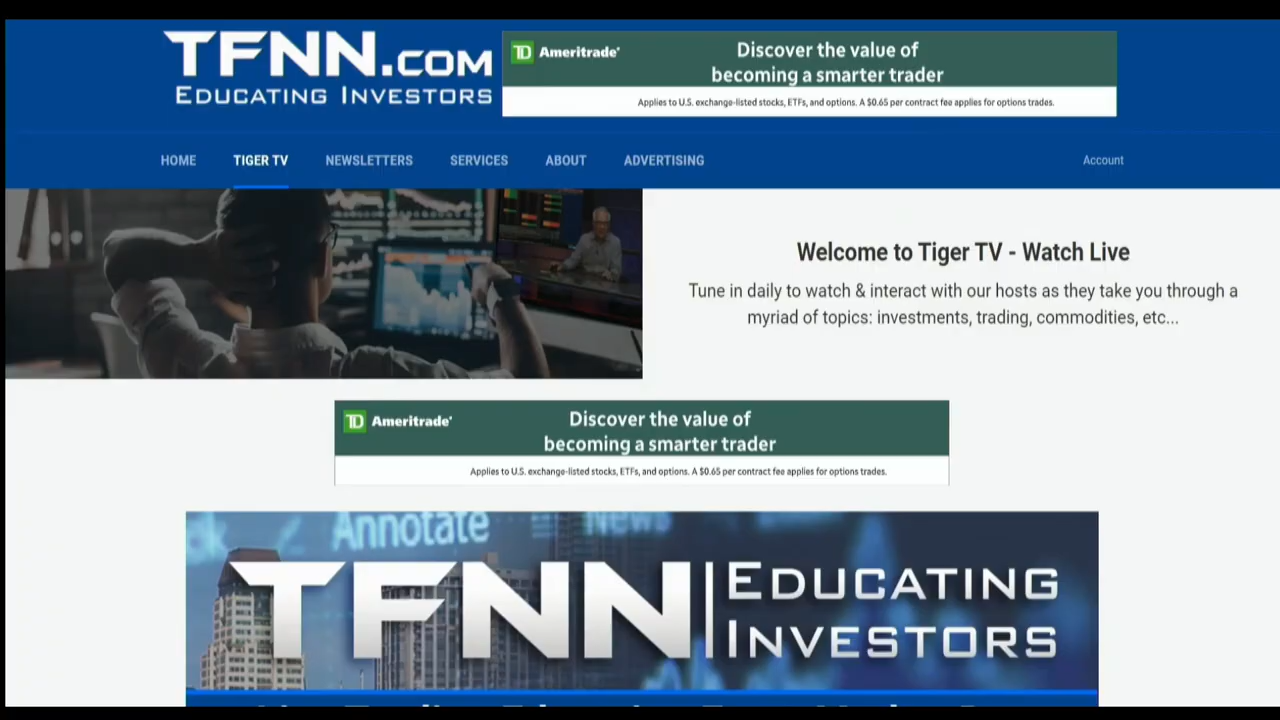 TFNN.COM
EDUCATING INVESTORS
TD Ameritrade
Discover the value of
becoming a smarter trader
Applies to U.S. exchange-listed stocks, ETFs, and options. A $0.65 per contract fee applies for options trades.
HOME TIGER TV NEWSLETTERS SERVICES ABOUT ADVERTISING Account
Welcome to Tiger TV - Watch Live
Tune in daily to watch & interact with our hosts as they take you through a
myriad of topics: investments, trading, commodities, etc...
TD Ameritrade
Discover the value of
becoming a smarter trader
Applies to U.S. exchange-listed stocks, ETFs, and options. A $0.65 per contract fee applies for options trades.
Annotate News
TFNN EDUCATING
INVESTORS